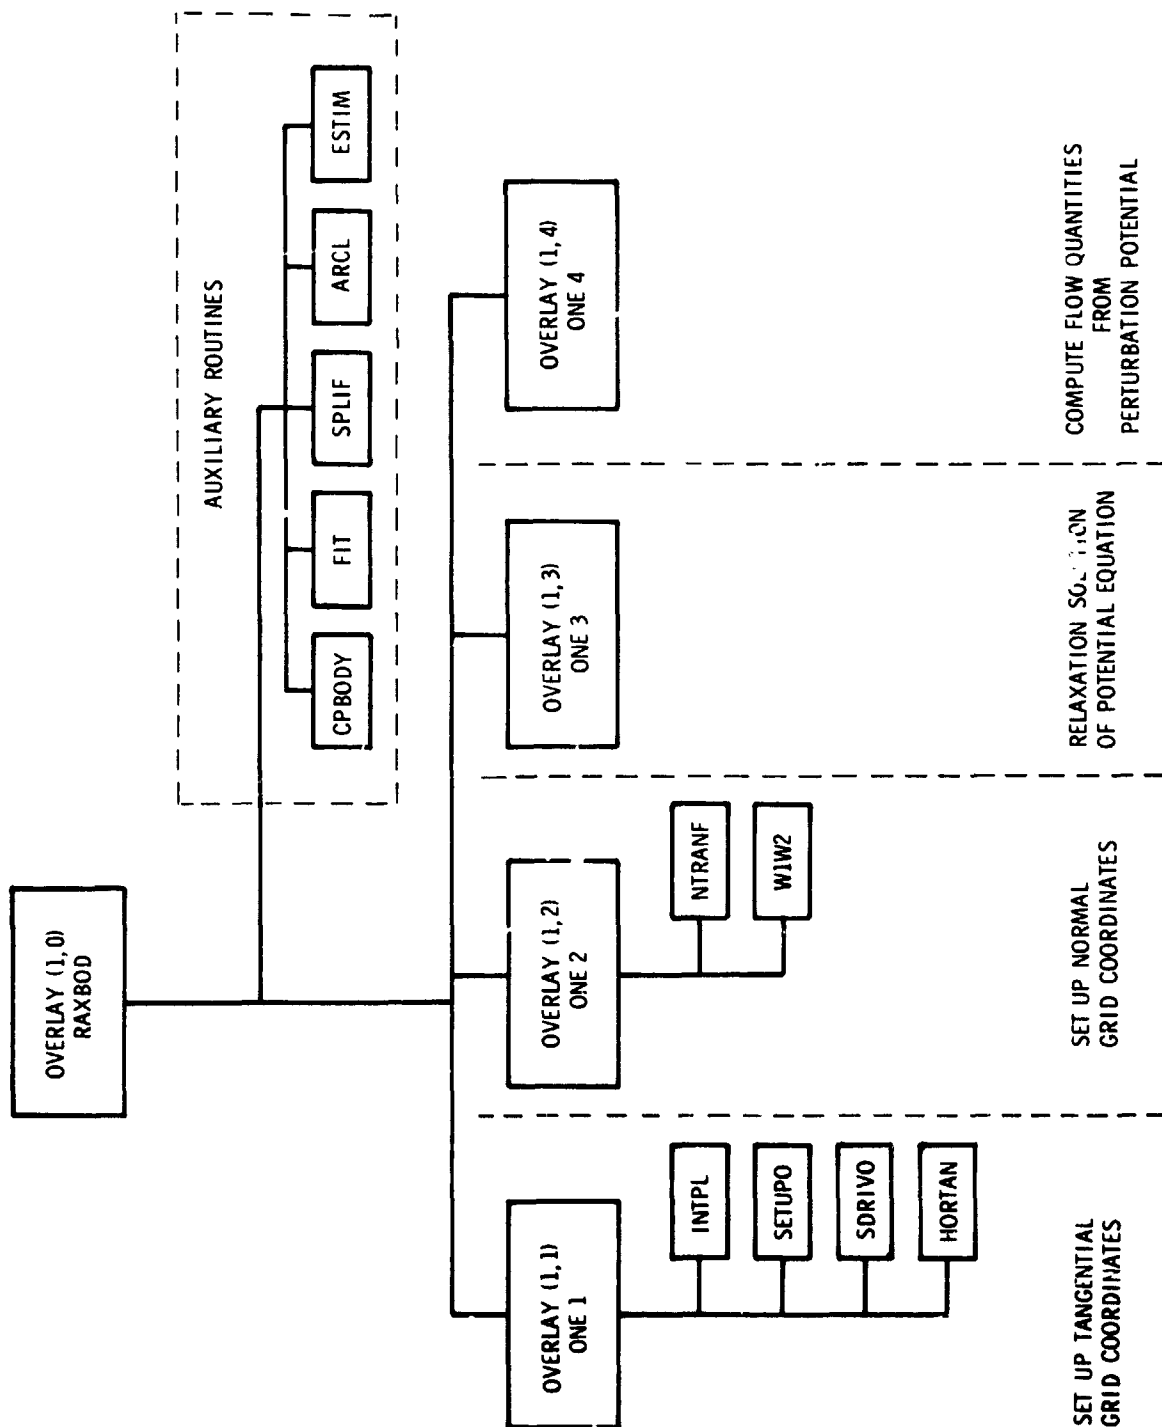 OVERLAY (1,0)
RAXBOD
AUXILIARY ROUTINES
CPBODY
FIT
SPLIF
ARCL
ESTIM
OVERLAY (1,1)
ONE 1
OVERLAY (1,2)
ONE 2
OVERLAY (1,3)
ONE 3
OVERLAY (1,4)
ONE 4
INTPL
SETUPO
SDRIVO
HORTAN
NTRANF
W1W2
SET UP TANGENTIAL
GRID COORDINATES
SET UP NORMAL
GRID COORDINATES
RELAXATION
OF POTENTIAL EQUATION
COMPUTE FLOW QUANTITIES
FROM
PERTURBATION POTENTIAL